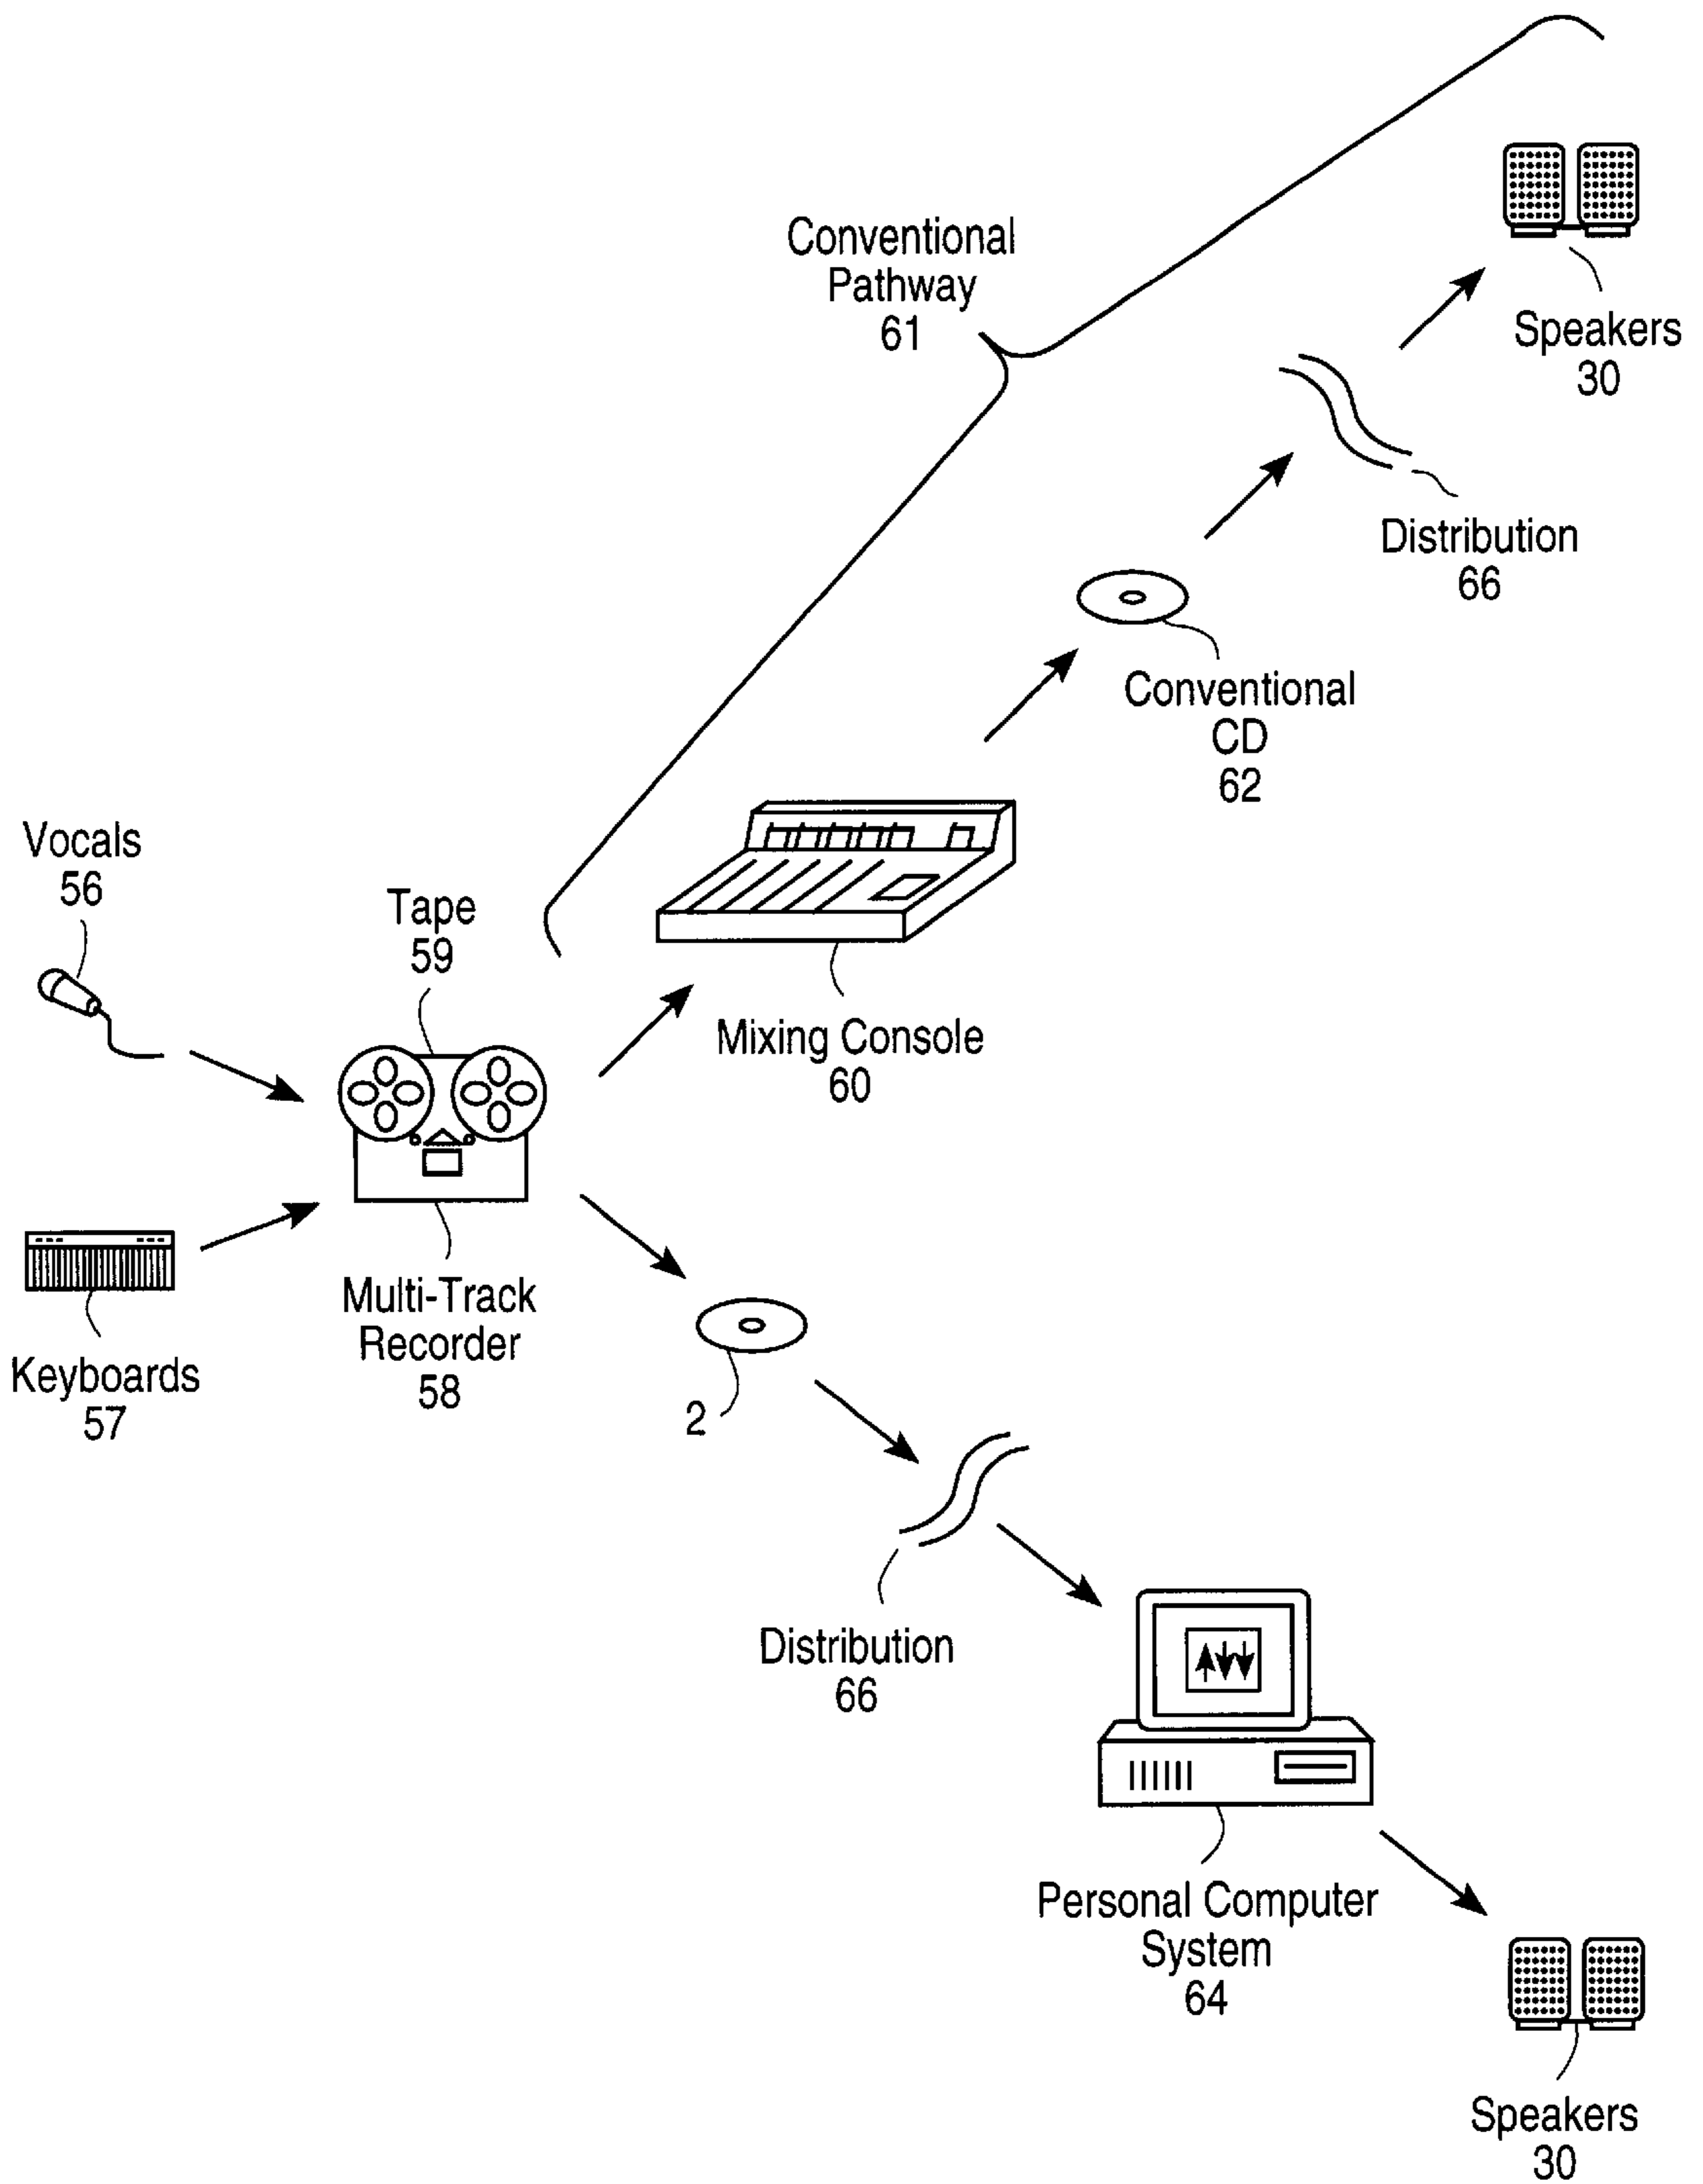 Conventional
Pathway
61
Speakers
30
Distribution
66
Conventional
CD
62
Vocals
56
Tape
59
Mixing Console
60
Multi-Track
Recorder
58
Keyboards
57
2
Distribution
66
Personal Computer
System
64
Speakers
30